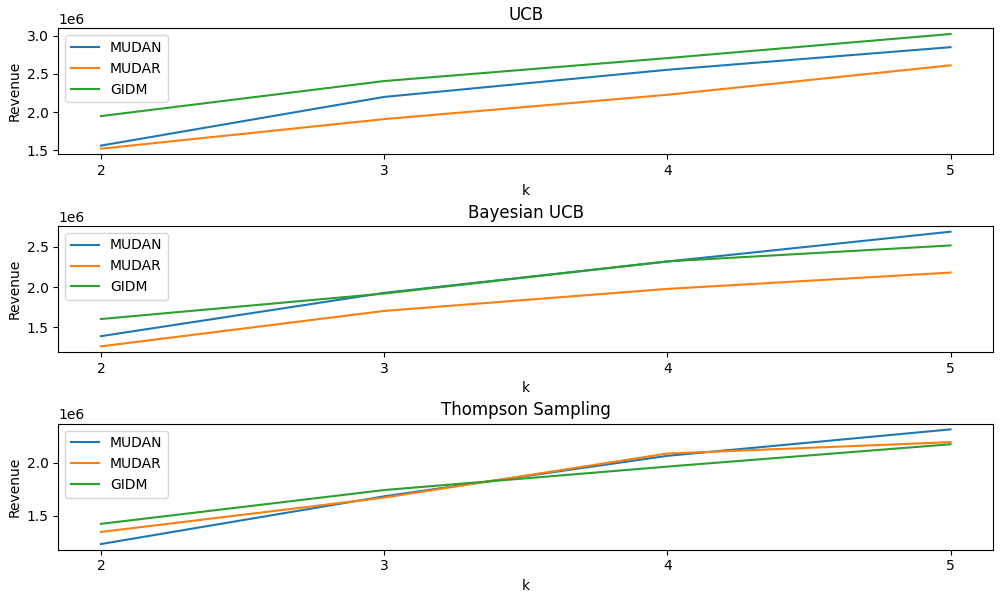 UCB
1e6
3.0
2.5
2.0
1.5
Revenue
MUDAN
MUDAR
GIDM
2 3 4 5
k
Bayesian UCB
1e6
2.5
2.0
1.5
Revenue
MUDAN
MUDAR
GIDM
2 3 4 5
k
Thompson Sampling
1e6
2.0
1.5
Revenue
MUDAN
MUDAR
GIDM
2 3 4 5
k